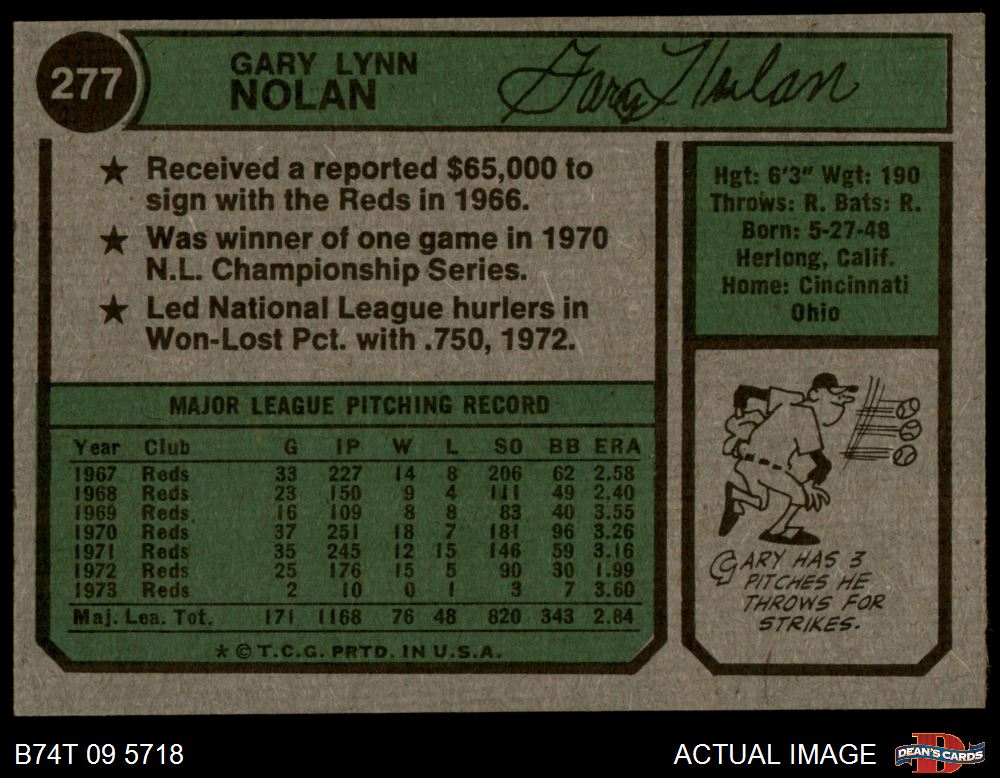 277
GARY LYNN
NOLAN
Gary Nolan
★ Received a reported $65,000 to
sign with the Reds in 1966.
★ Was winner of one game in 1970
N.L. Championship Series.
★ Led National League hurlers in
Won-Lost Pct. with .750, 1972.
Hgt: 6'3" Wgt: 190
Throws: R. Bats: R.
Born: 5-27-48
Herlong, Calif.
Home: Cincinnati
Ohio
MAJOR LEAGUE PITCHING RECORD
Year Club G IP W L SO BB ERA
1967 Reds 33 227 14 8 206 62 2.58
1968 Reds 23 150 9 4 111 49 2.40
1969 Reds 16 109 8 8 83 40 3.55
1970 Reds 37 251 18 7 181 96 3.26
1971 Reds 35 245 12 15 146 59 3.16
1972 Reds 25 176 15 5 90 30 1.99
1973 Reds 2 10 0 1 3 7 3.60
Maj. Lea. Tot. 171 1168 76 48 820 343 2.84
★ © T.C.G. PRTD. IN U.S.A.
GARY HAS 3
PITCHES HE
THROWS FOR
STRIKES.
B74T 09 5718
ACTUAL IMAGE
DEAN'S CARDS